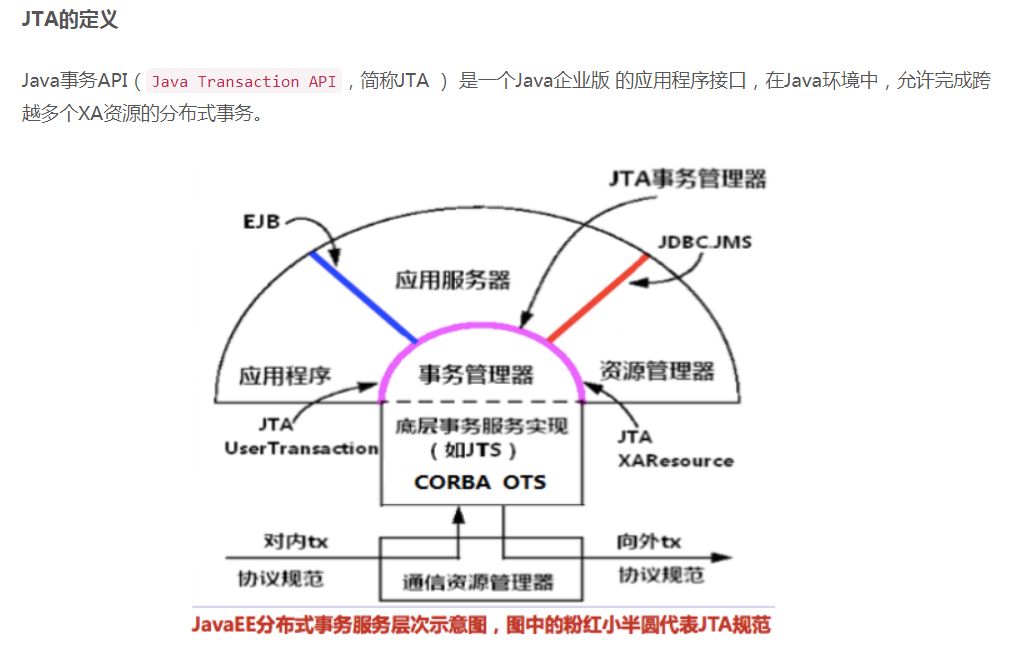 JTA的定义
Java事务API（Java Transaction API，简称JTA ） 是一个Java企业版 的应用程序接口，在Java环境中，允许完成跨
越多个XA资源的分布式事务。
JTA事务管理器
EJB
JDBC.JMS
应用服务器
应用程序
事务管理器
资源管理器
JTA
UserTransaction
底层事务服务实现
（如JTS）
CORBA OTS
JTA
XAResource
对内tx
协议规范
通信资源管理器
向外tx
协议规范
JavaEE分布式事务服务层次示意图，图中的粉红小半圆代表JTA规范